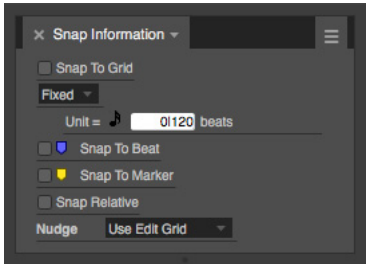 Snap Information
Snap To Grid
Fixed
Unit = 0|120 beats
Snap To Beat
Snap To Marker
Snap Relative
Nudge Use Edit Grid